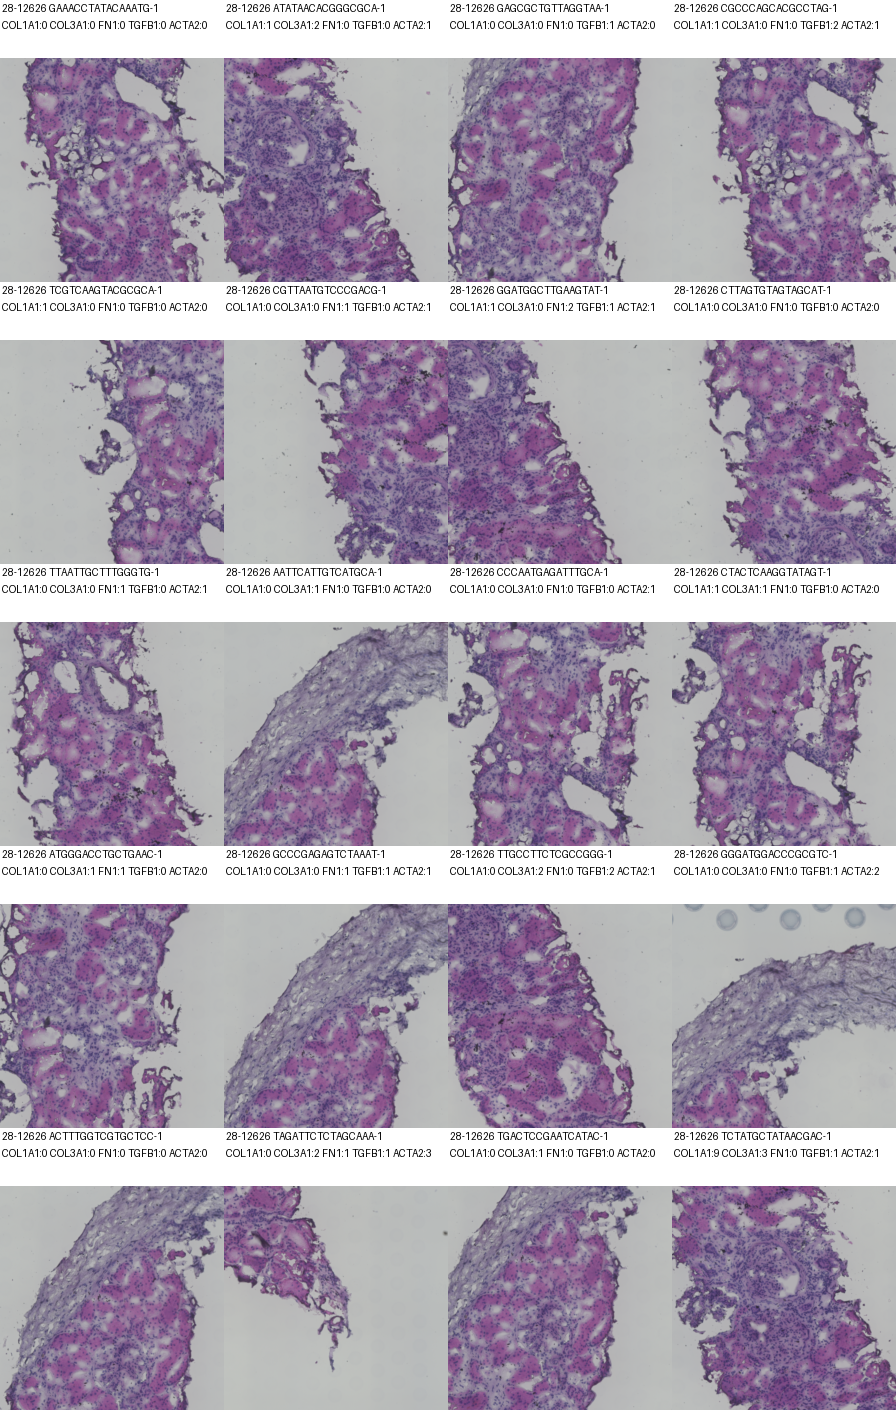 28-12626 GAAACCTATACAAATG-1
COL1A1:0 COL3A1:0 FN1:0 TGFB1:0 ACTA2:0
28-12626 ATATAACACGGGCGCA-1
COL1A1:1 COL3A1:2 FN1:0 TGFB1:0 ACTA2:1
28-12626 GAGCGCTGTTAGGTAA-1
COL1A1:0 COL3A1:0 FN1:0 TGFB1:1 ACTA2:0
28-12626 CGCCCAGCACGCCTAG-1
COL1A1:1 COL3A1:0 FN1:0 TGFB1:2 ACTA2:1
28-12626 TCGTCAAGTACGCGCA-1
COL1A1:1 COL3A1:0 FN1:0 TGFB1:0 ACTA2:0
28-12626 CGTTAATGTCCCGACG-1
COL1A1:0 COL3A1:0 FN1:1 TGFB1:0 ACTA2:1
28-12626 GGATGGCTTGAAGTAT-1
COL1A1:1 COL3A1:0 FN1:2 TGFB1:1 ACTA2:1
28-12626 CTTAGTGTAGTAGCAT-1
COL1A1:0 COL3A1:0 FN1:0 TGFB1:0 ACTA2:0
28-12626 TTAATTGCTTTGGGTG-1
COL1A1:0 COL3A1:0 FN1:1 TGFB1:0 ACTA2:1
28-12626 AATTCATTGTCATGCA-1
COL1A1:0 COL3A1:1 FN1:0 TGFB1:0 ACTA2:0
28-12626 CCCAATGAGATTTGCA-1
COL1A1:0 COL3A1:0 FN1:0 TGFB1:0 ACTA2:1
28-12626 CTACTCAAGGTATAGT-1
COL1A1:1 COL3A1:1 FN1:0 TGFB1:0 ACTA2:0
28-12626 ATGGGACCTGCTGAAC-1
COL1A1:0 COL3A1:1 FN1:1 TGFB1:0 ACTA2:0
28-12626 GCCCGAGAGTCTAAAT-1
COL1A1:0 COL3A1:0 FN1:1 TGFB1:1 ACTA2:1
28-12626 TTGCCTTCTCGCCGGG-1
COL1A1:0 COL3A1:2 FN1:0 TGFB1:2 ACTA2:1
28-12626 GGGATGGACCCGCGTC-1
COL1A1:0 COL3A1:0 FN1:0 TGFB1:1 ACTA2:2
28-12626 ACTTTGGTCGTGCTCC-1
COL1A1:0 COL3A1:0 FN1:0 TGFB1:0 ACTA2:0
28-12626 TAGATTCTCTAGCAAA-1
COL1A1:0 COL3A1:2 FN1:1 TGFB1:1 ACTA2:3
28-12626 TGACTCCGAATCATAC-1
COL1A1:0 COL3A1:1 FN1:0 TGFB1:0 ACTA2:0
28-12626 TCTATGCTATAACGAC-1
COL1A1:9 COL3A1:3 FN1:0 TGFB1:1 ACTA2:1